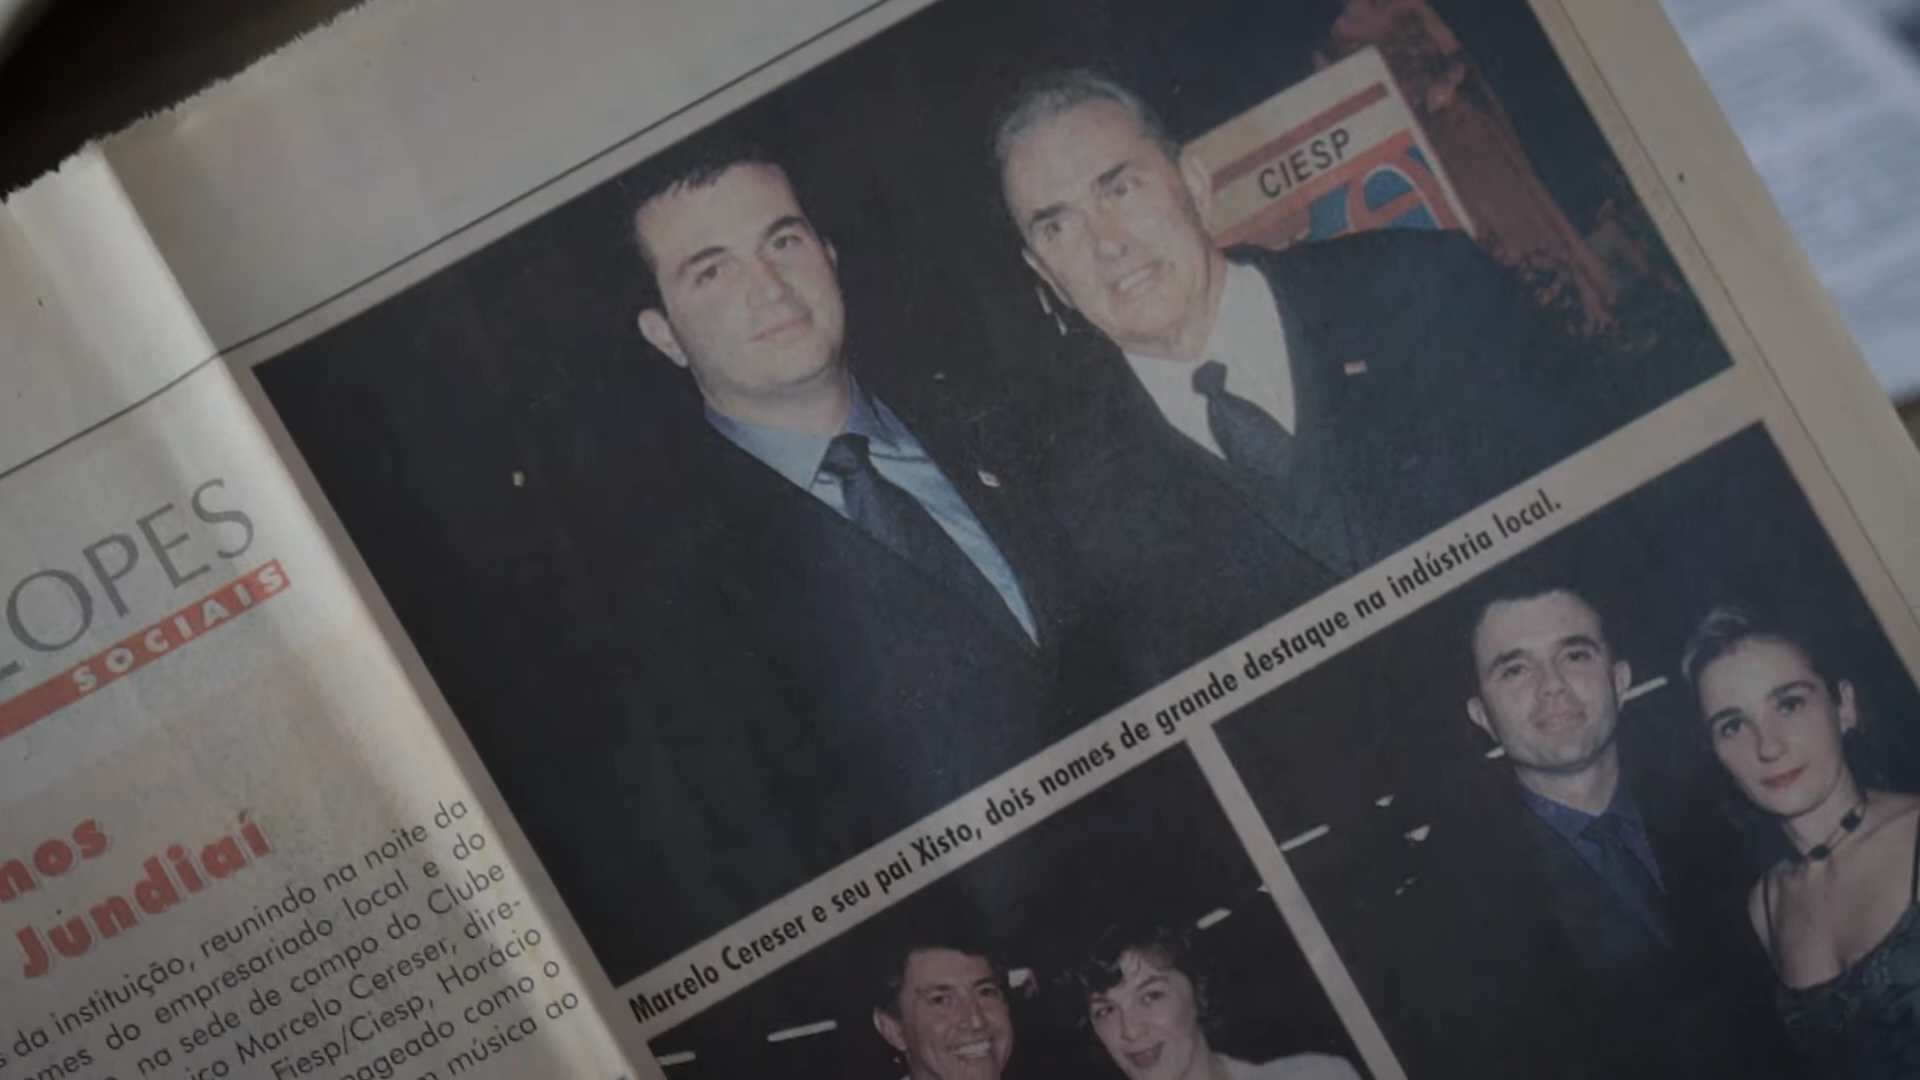 CIESP
LOPES
SOCIAIS
Marcelo Cereser e seu pai Xisto, dois nomes de grande destaque na indústria local.
nos
Jundiaí
da instituição, reunindo na noite da
mes do empresariado local e do
na sede de campo do Clube
Marcelo Cereser, dire-
Fiesp/Ciesp, Horácio
nageado como o
música ao